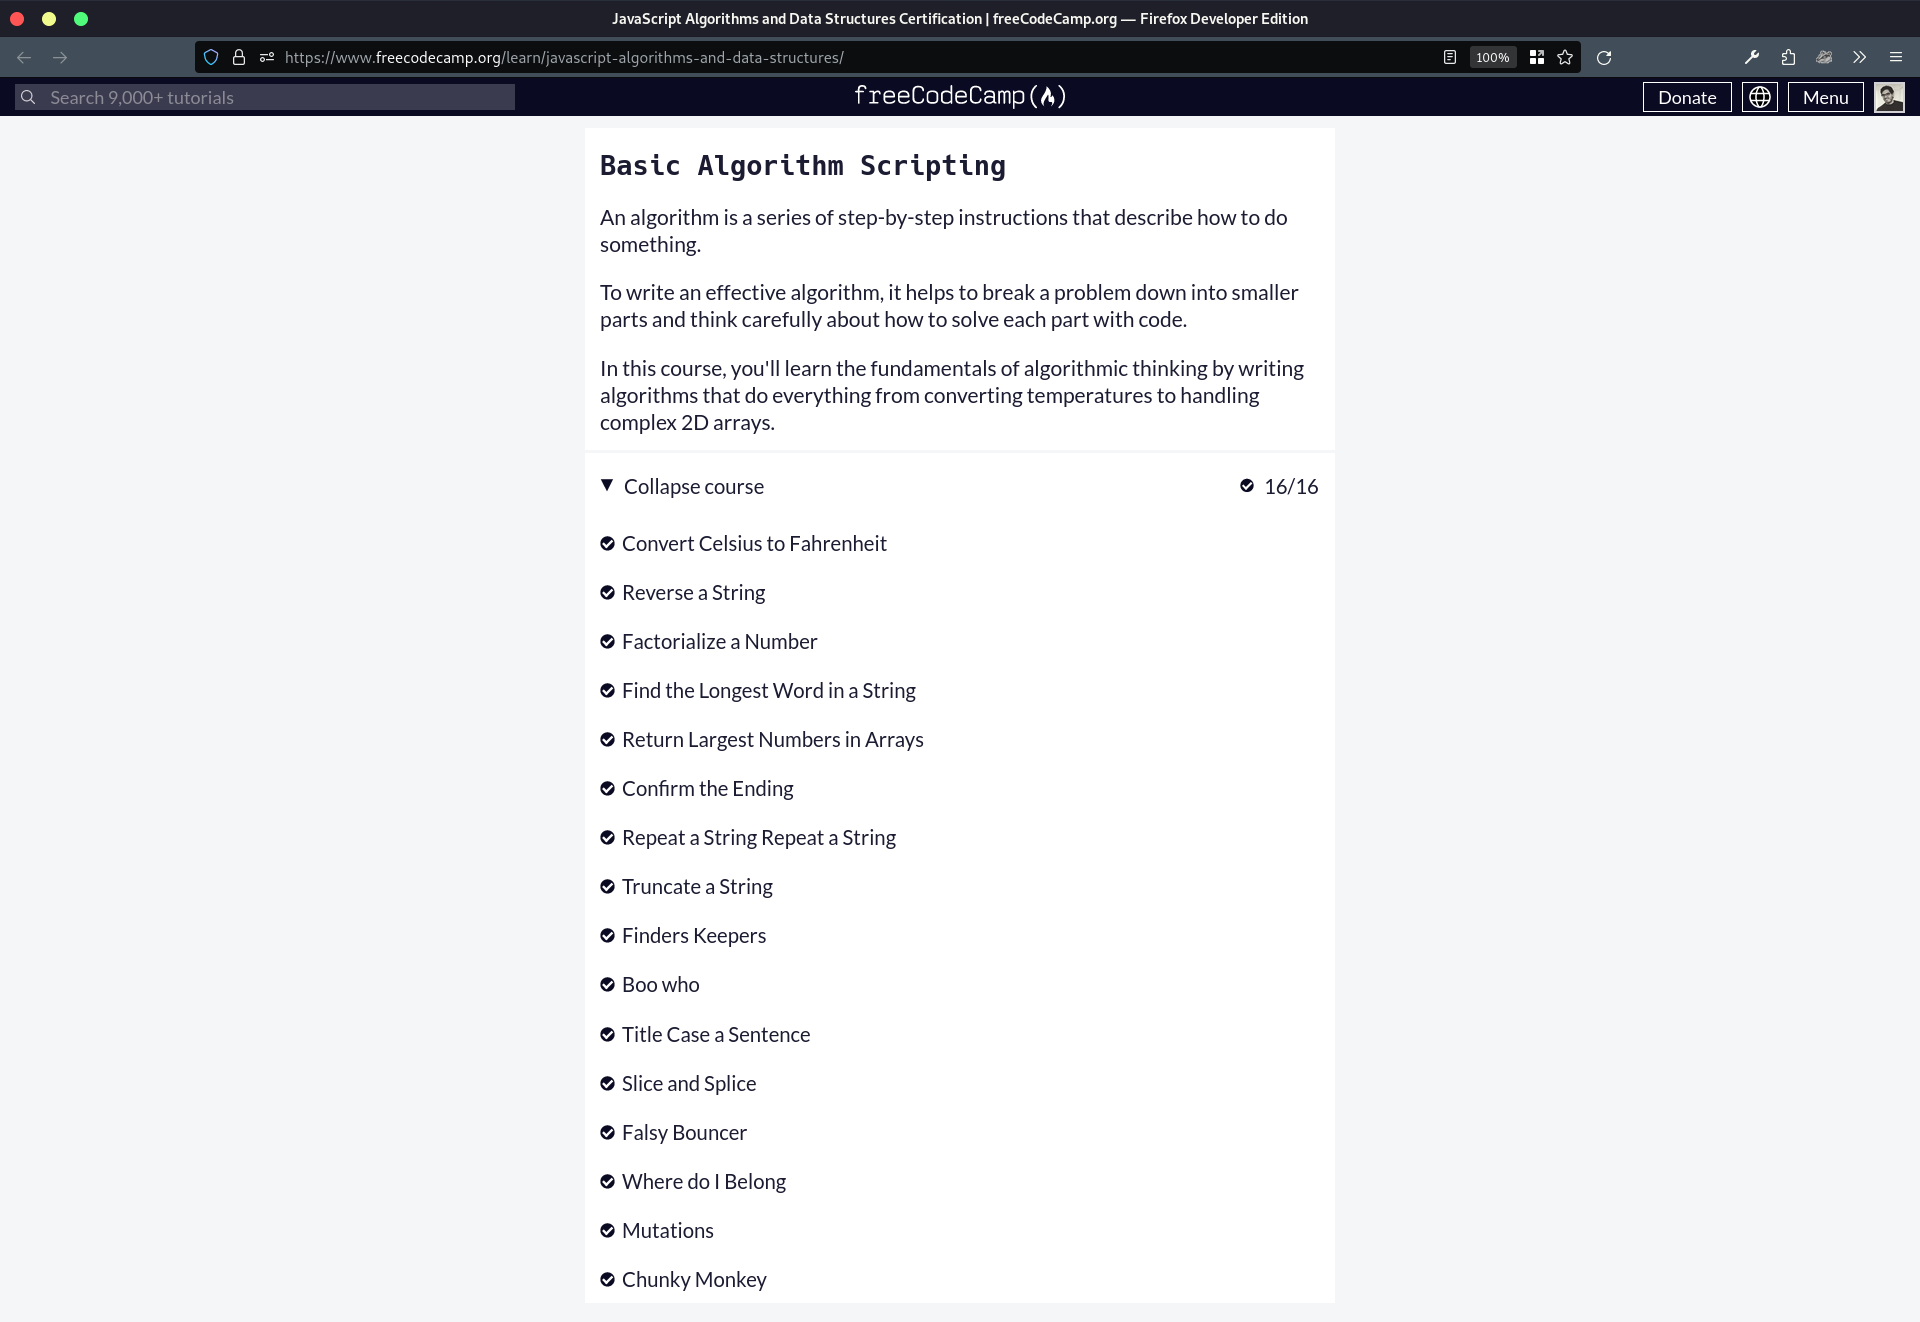 JavaScript Algorithms and Data Structures Certification | freeCodeCamp.org — Firefox Developer Edition
https://www.freecodecamp.org/learn/javascript-algorithms-and-data-structures/
100%
Search 9,000+ tutorials
freeCodeCamp
Donate
Menu
Basic Algorithm Scripting
An algorithm is a series of step-by-step instructions that describe how to do
something.
To write an effective algorithm, it helps to break a problem down into smaller
parts and think carefully about how to solve each part with code.
In this course, you'll learn the fundamentals of algorithmic thinking by writing
algorithms that do everything from converting temperatures to handling
complex 2D arrays.
Collapse course
16/16
Convert Celsius to Fahrenheit
Reverse a String
Factorialize a Number
Find the Longest Word in a String
Return Largest Numbers in Arrays
Confirm the Ending
Repeat a String Repeat a String
Truncate a String
Finders Keepers
Boo who
Title Case a Sentence
Slice and Splice
Falsy Bouncer
Where do I Belong
Mutations
Chunky Monkey